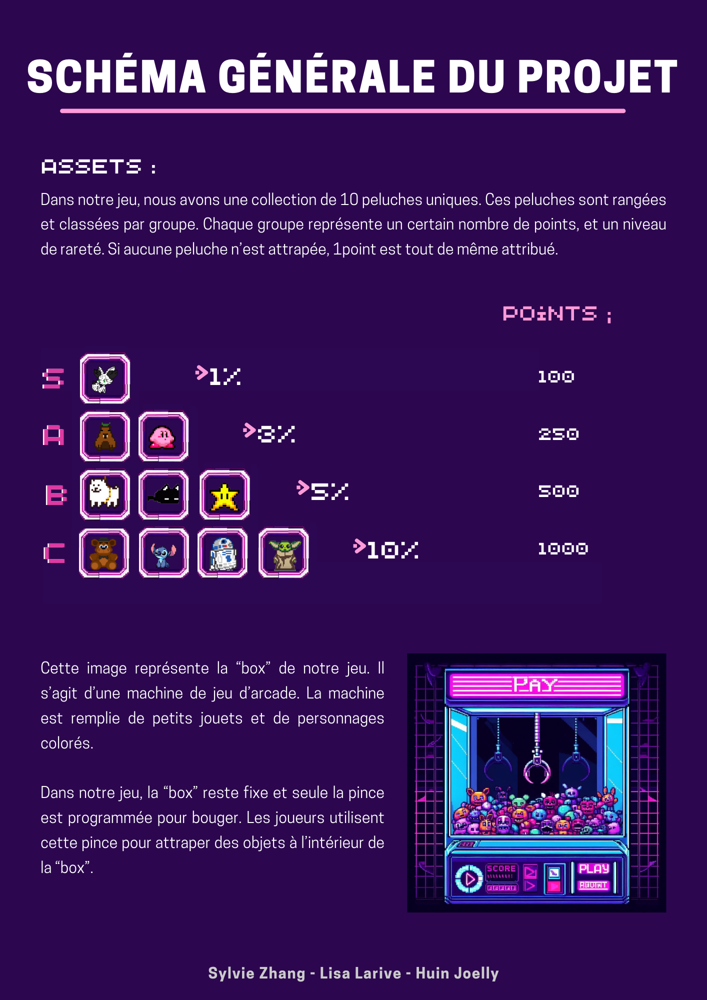 SCHÉMA GÉNÉRALE DU PROJET
ASSETS :
Dans notre jeu, nous avons une collection de 10 peluches uniques. Ces peluches sont rangées
et classées par groupe. Chaque groupe représente un certain nombre de points, et un niveau
de rareté. Si aucune peluche n’est attrapée, 1point est tout de même attribué.
POiNTS ;
S 1% 100
A 3% 250
B 5% 500
C 10% 1000
Cette image représente la “box” de notre jeu. Il
s’agit d’une machine de jeu d’arcade. La machine
est remplie de petits jouets et de personnages
colorés.
Dans notre jeu, la “box” reste fixe et seule la pince
est programmée pour bouger. Les joueurs utilisent
cette pince pour attraper des objets à l’intérieur de
la “box”.
PAY
SCORE
PLAY
Sylvie Zhang - Lisa Larive - Huin Joelly